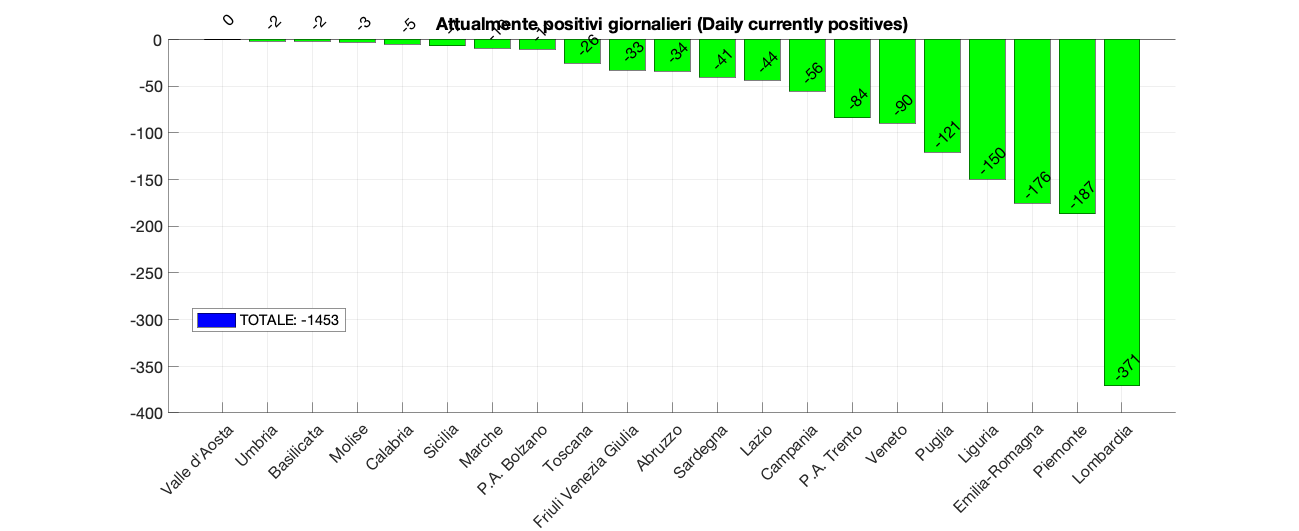 Attualmente positivi giornalieri (Daily currently positives)
0
-2
-2
-3
-5
-26
-33
-34
-41
-44
-56
-84
-90
-121
-150
-176
-187
-371
0
-50
-100
-150
-200
-250
-300
-350
-400
TOTALE: -1453
Valle d'Aosta
Umbria
Basilicata
Molise
Calabria
Sicilia
Marche
P.A. Bolzano
Toscana
Friuli Venezia Giulia
Abruzzo
Sardegna
Lazio
Campania
P.A. Trento
Veneto
Puglia
Liguria
Emilia-Romagna
Piemonte
Lombardia